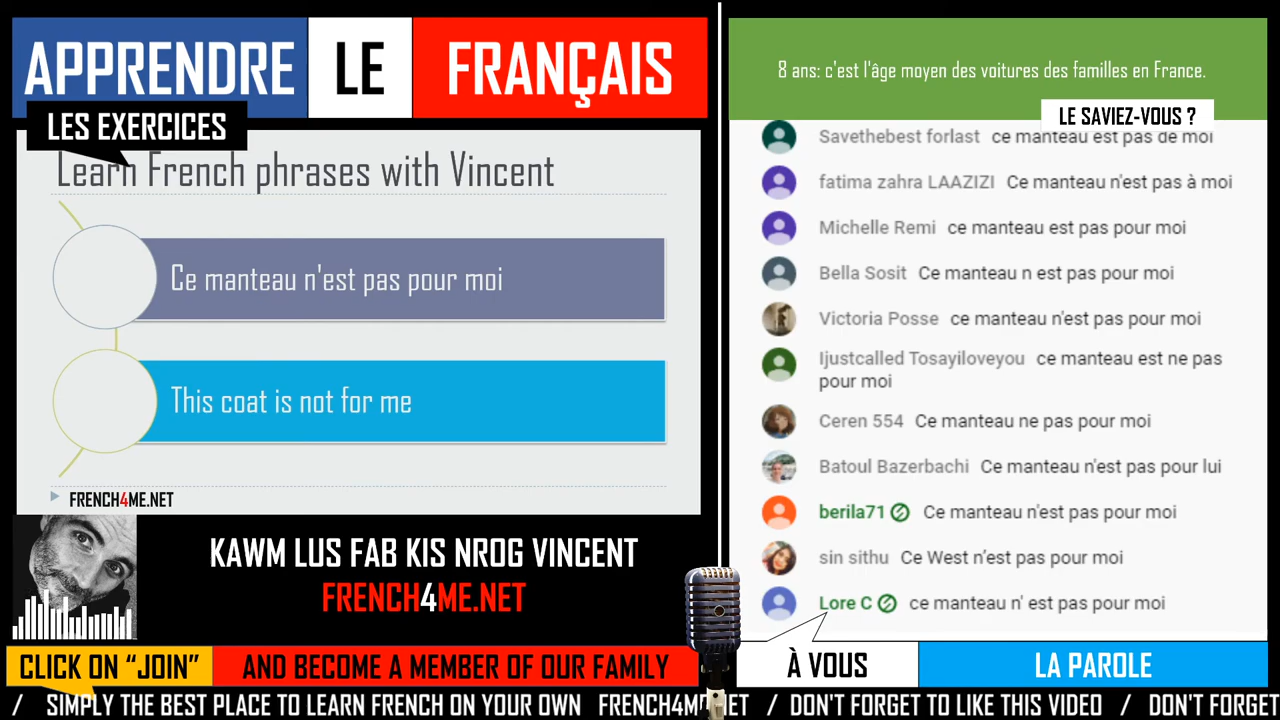 APPRENDRE LE FRANÇAIS
LES EXERCICES
Learn French phrases with Vincent
Ce manteau n'est pas pour moi
This coat is not for me
FRENCH4ME.NET
KAWM LUS FAB KIS NROG VINCENT
FRENCH4ME.NET
CLICK ON “JOIN” AND BECOME A MEMBER OF OUR FAMILY
8 ans: c'est l'âge moyen des voitures des familles en France.
LE SAVIEZ-VOUS ?
Savethebest forlast ce manteau est pas de moi
fatima zahra LAAZIZI Ce manteau n'est pas à moi
Michelle Remi ce manteau est pas pour moi
Bella Sosit Ce manteau n est pas pour moi
Victoria Posse ce manteau n'est pas pour moi
Ijustcalled Tosayiloveyou ce manteau est ne pas
pour moi
Ceren 554 Ce manteau ne pas pour moi
Batoul Bazerbachi Ce manteau n'est pas pour lui
berila71 Ce manteau n'est pas pour moi
sin sithu Ce West n'est pas pour moi
Lore C ce manteau n' est pas pour moi
À VOUS LA PAROLE
/ SIMPLY THE BEST PLACE TO LEARN FRENCH ON YOUR OWN FRENCH4M ET / DON'T FORGET TO LIKE THIS VIDEO / DON'T FORGET